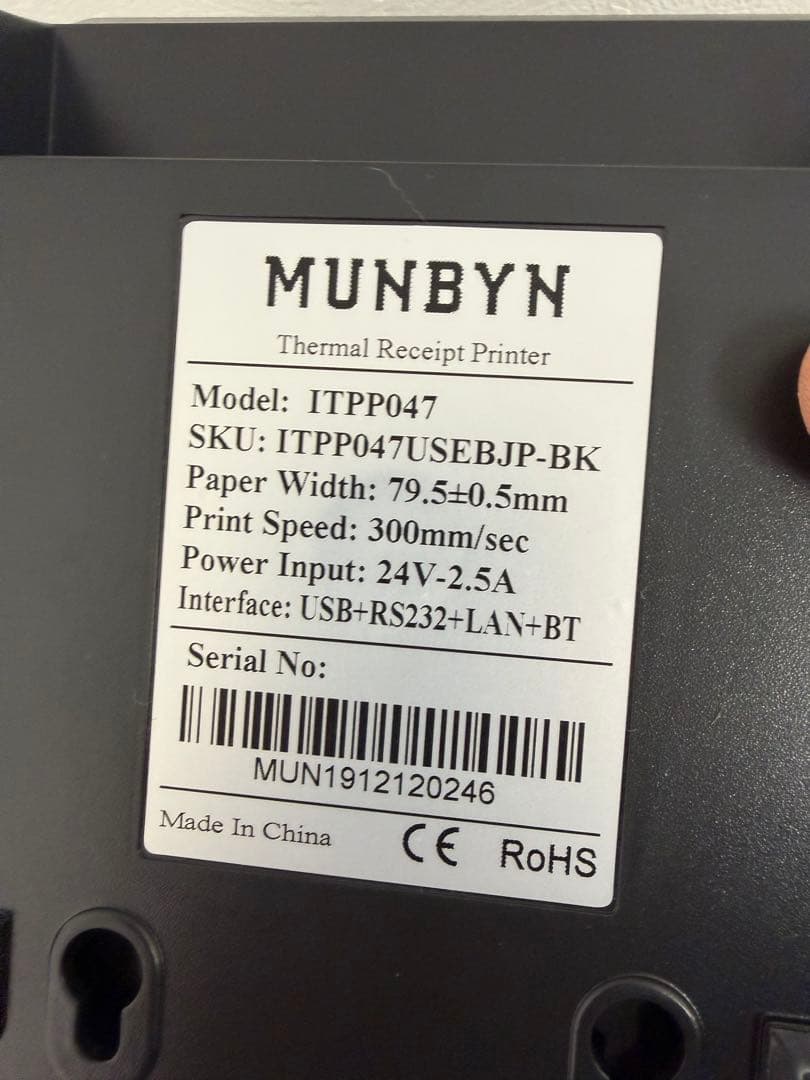 MUNBYN
Thermal Receipt Printer
Model: ITPP047
SKU: ITPP047USEBJP-BK
Paper Width: 79.5±0.5mm
Print Speed: 300mm/sec
Power Input: 24V-2.5A
Interface: USB+RS232+LAN+BT
Serial No:
MUN1912120246
Made In China CE RoHS